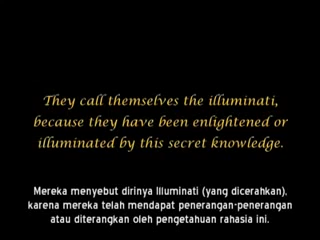 They call themselves the illuminati,
because they have been enlightened or
illuminated by this secret knowledge.
Mereka menyebut dirinya Illuminati (yang dicerahkan),
karena mereka telah mendapat penerangan-penerangan
atau diterangkan oleh pengetahuan rahasia ini.